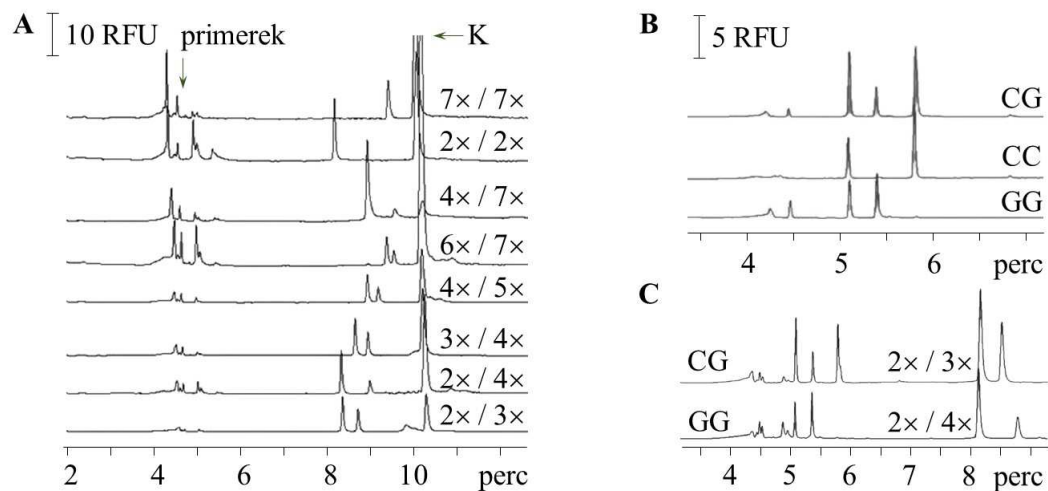 A
10 RFU
primerek
K
7× / 7×
2× / 2×
4× / 7×
6× / 7×
4× / 5×
3× / 4×
2× / 4×
2× / 3×
2 4 6 8 10 perc
B
5 RFU
CG
CC
GG
4 5 6 perc
C
CG 2× / 3×
GG 2× / 4×
4 5 6 7 8 perc